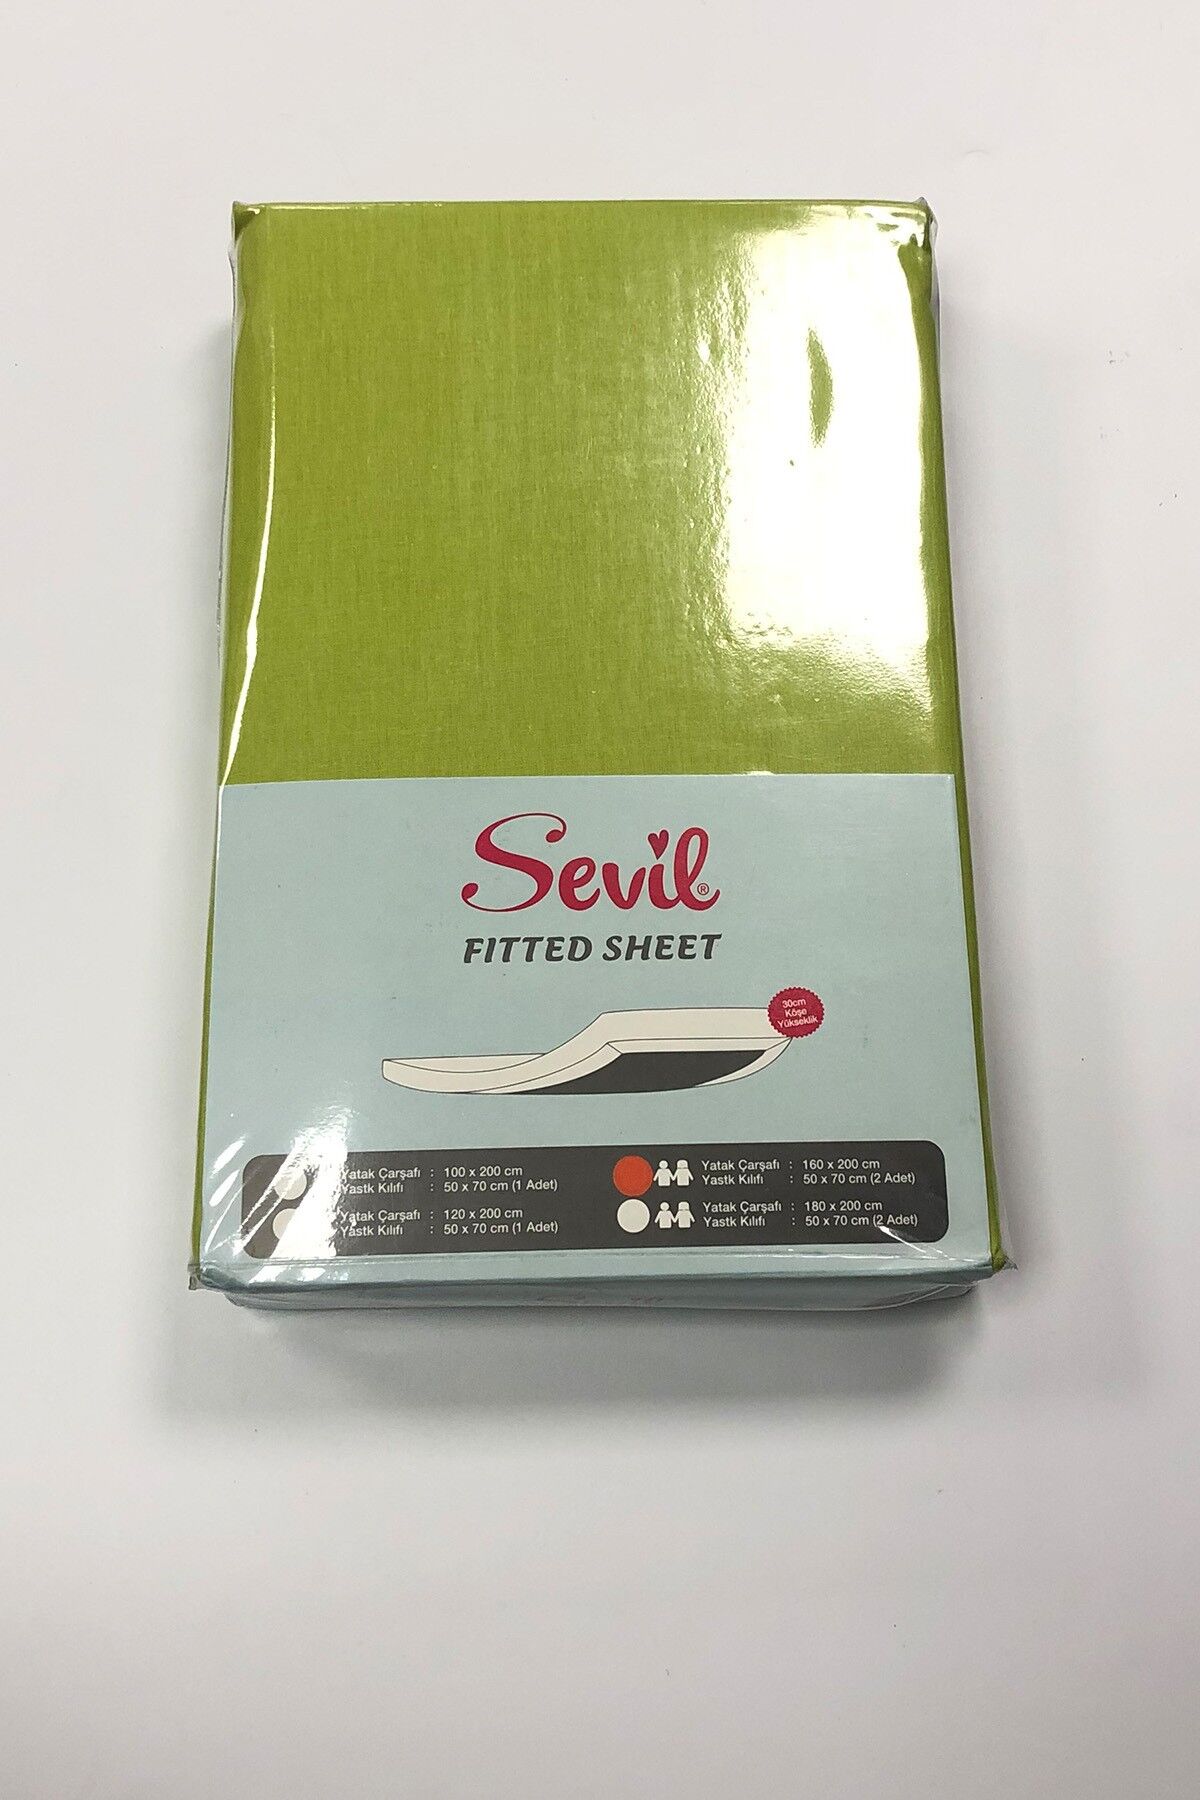 Sevil®
FITTED SHEET
30cm
Köşe
Yükseklik
Yatak Çarşafı : 100 x 200 cm
Yastk Kılıfı : 50 x 70 cm (1 Adet)
Yatak Çarşafı : 120 x 200 cm
Yastk Kılıfı : 50 x 70 cm (1 Adet)
Yatak Çarşafı : 160 x 200 cm
Yastk Kılıfı : 50 x 70 cm (2 Adet)
Yatak Çarşafı : 180 x 200 cm
Yastk Kılıfı : 50 x 70 cm (2 Adet)